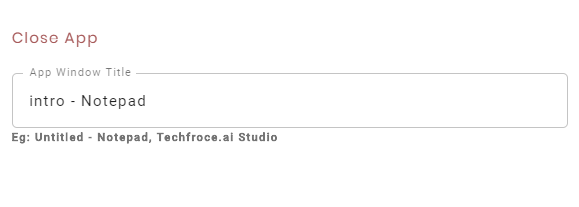 Close App
App Window Title
intro - Notepad
Eg: Untitled - Notepad, Techfroce.ai Studio